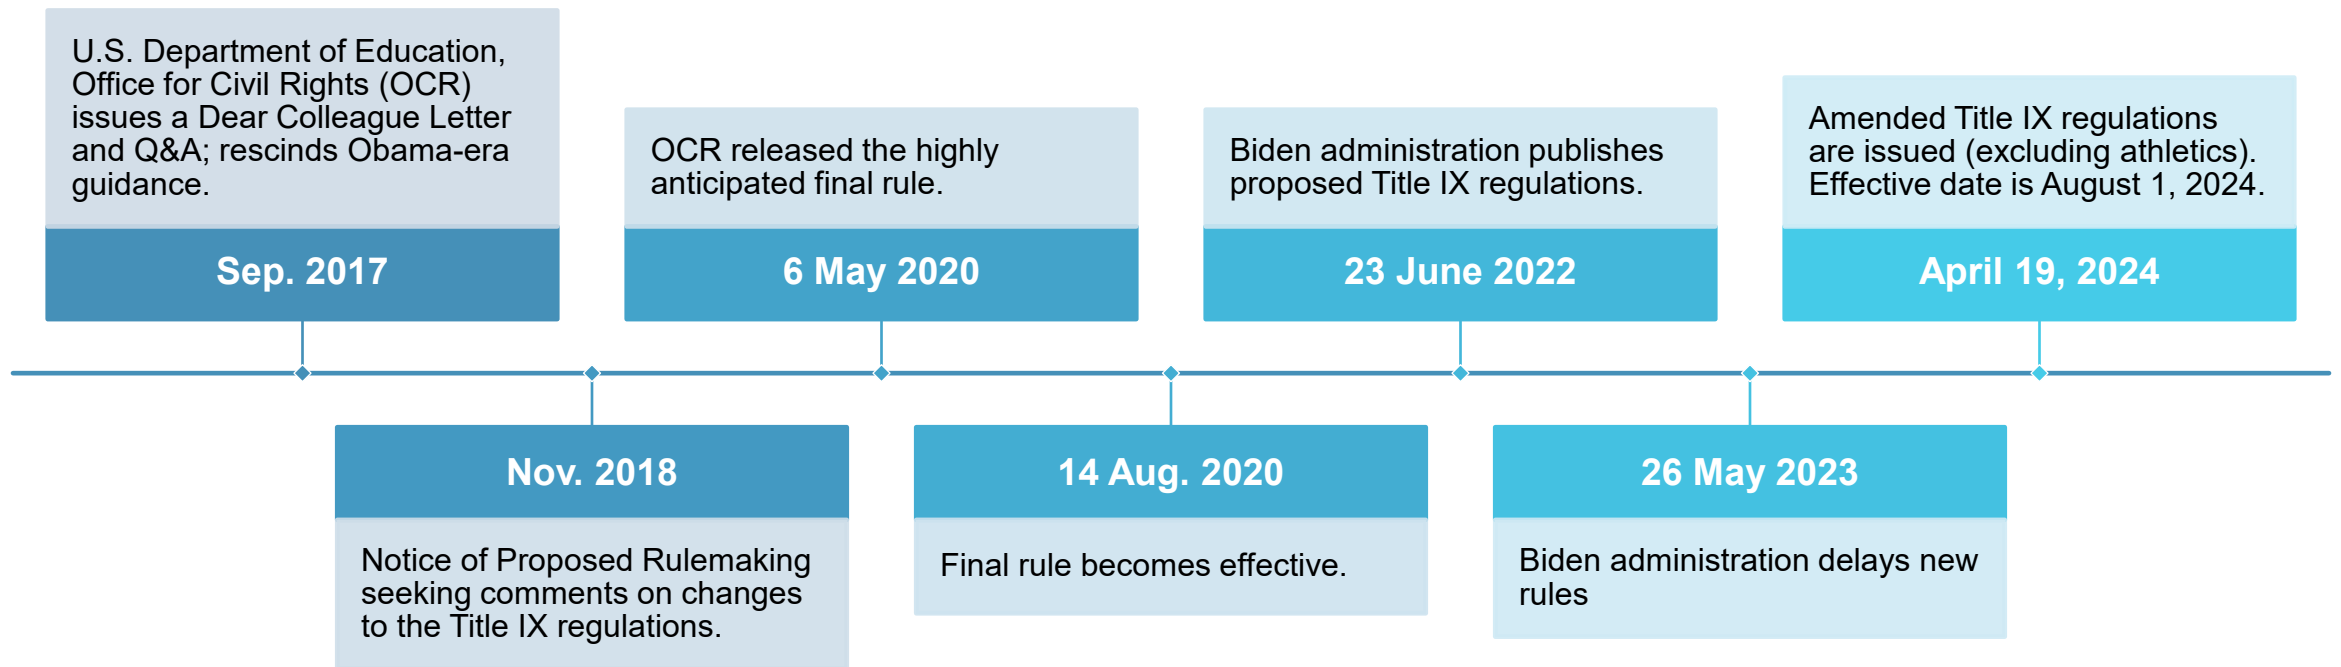 U.S. Department of Education,
Office for Civil Rights (OCR)
issues a Dear Colleague Letter
and Q&A; rescinds Obama-era
guidance.
Sep. 2017
Nov. 2018
Notice of Proposed Rulemaking
seeking comments on changes
to the Title IX regulations.
OCR released the highly
anticipated final rule.
6 May 2020
14 Aug. 2020
Final rule becomes effective.
Biden administration publishes
proposed Title IX regulations.
23 June 2022
26 May 2023
Biden administration delays new
rules
Amended Title IX regulations
are issued (excluding athletics).
Effective date is August 1, 2024.
April 19, 2024